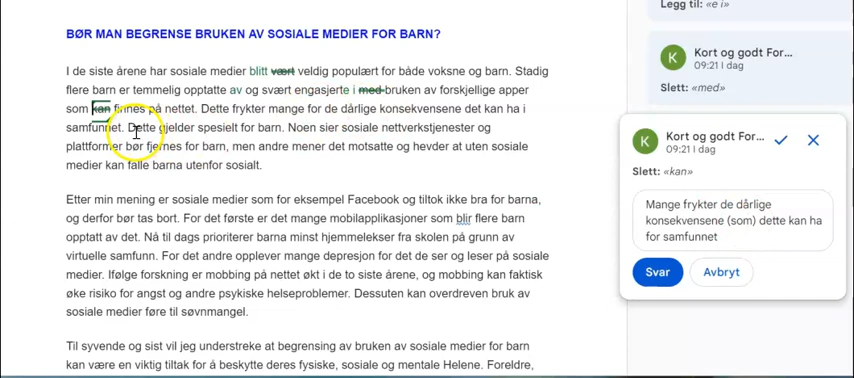 BØR MAN BEGRENSE BRUKEN AV SOSIALE MEDIER FOR BARN?
I de siste årene har sosiale medier blitt vært veldig populært for både voksne og barn. Stadig
flere barn er temmelig opptatte av og svært engasjerte i med bruken av forskjellige apper
som kan finnes på nettet. Dette frykter mange for de dårlige konsekvensene det kan ha i
samfunnet. Dette gjelder spesielt for barn. Noen sier sosiale nettverkstjenester og
plattformer bør fjernes for barn, men andre mener det motsatte og hevder at uten sosiale
medier kan falle barna utenfor sosialt.
Etter min mening er sosiale medier som for eksempel Facebook og tiltok ikke bra for barna,
og derfor bør tas bort. For det første er det mange mobilapplikasjoner som blir flere barn
opptatt av det. Nå til dags prioriterer barna minst hjemmelekser fra skolen på grunn av
virtuelle samfunn. For det andre opplever mange depresjon for det de ser og leser på sosiale
medier. Ifølge forskning er mobbing på nettet økt i de to siste årene, og mobbing kan faktisk
øke risiko for angst og andre psykiske helseproblemer. Dessuten kan overdreven bruk av
sosiale medier føre til søvnmangel.
Til syvende og sist vil jeg understreke at begrensing av bruken av sosiale medier for barn
kan være en viktig tiltak for å beskytte deres fysiske, sosiale og mentale Helene. Foreldre,
Legg til: «e i»
K
Kort og godt For...
09:21 I dag
Slett: «med»
K
Kort og godt For...
09:21 I dag
Slett: «kan»
Mange frykter de dårlige
konsekvensene (som) dette kan ha
for samfunnet
Svar
Avbryt